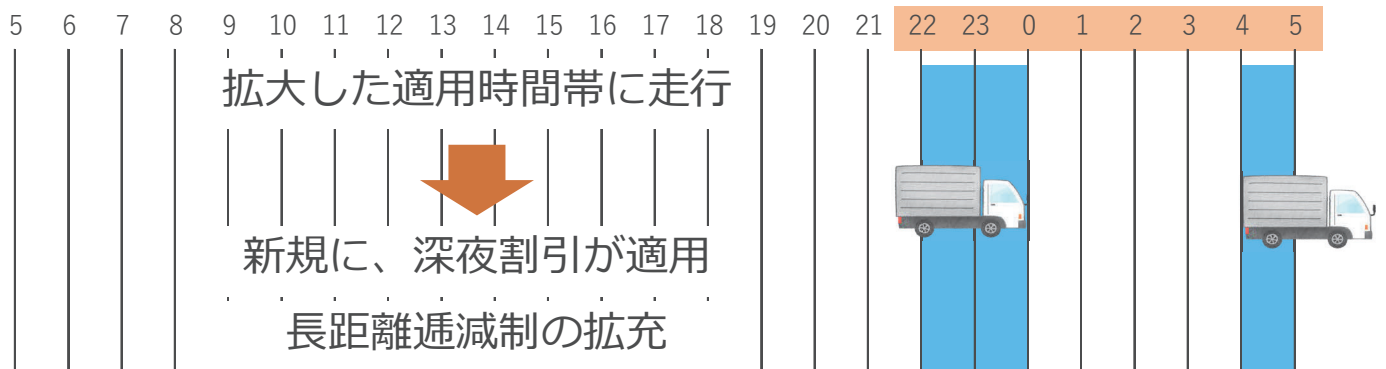 5 6 7 8 9 10 11 12 13 14 15 16 17 18 19 20 21 22 23 0 1 2 3 4 5
拡大した適用時間帯に走行
新規に、深夜割引が適用
長距離逓減制の拡充